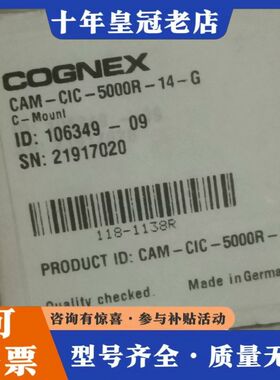 十年皇冠老店
COGNEX
CAM-CIC-5000R-14-G
C-Mount
ID: 106349 - 09
SN: 21917020
118-1138R
PRODUCT ID: CAM-CIC-5000R-
Quality checked.
Made in German
可
票
咨询有惊喜·参与补贴活动
型号齐全·质量无